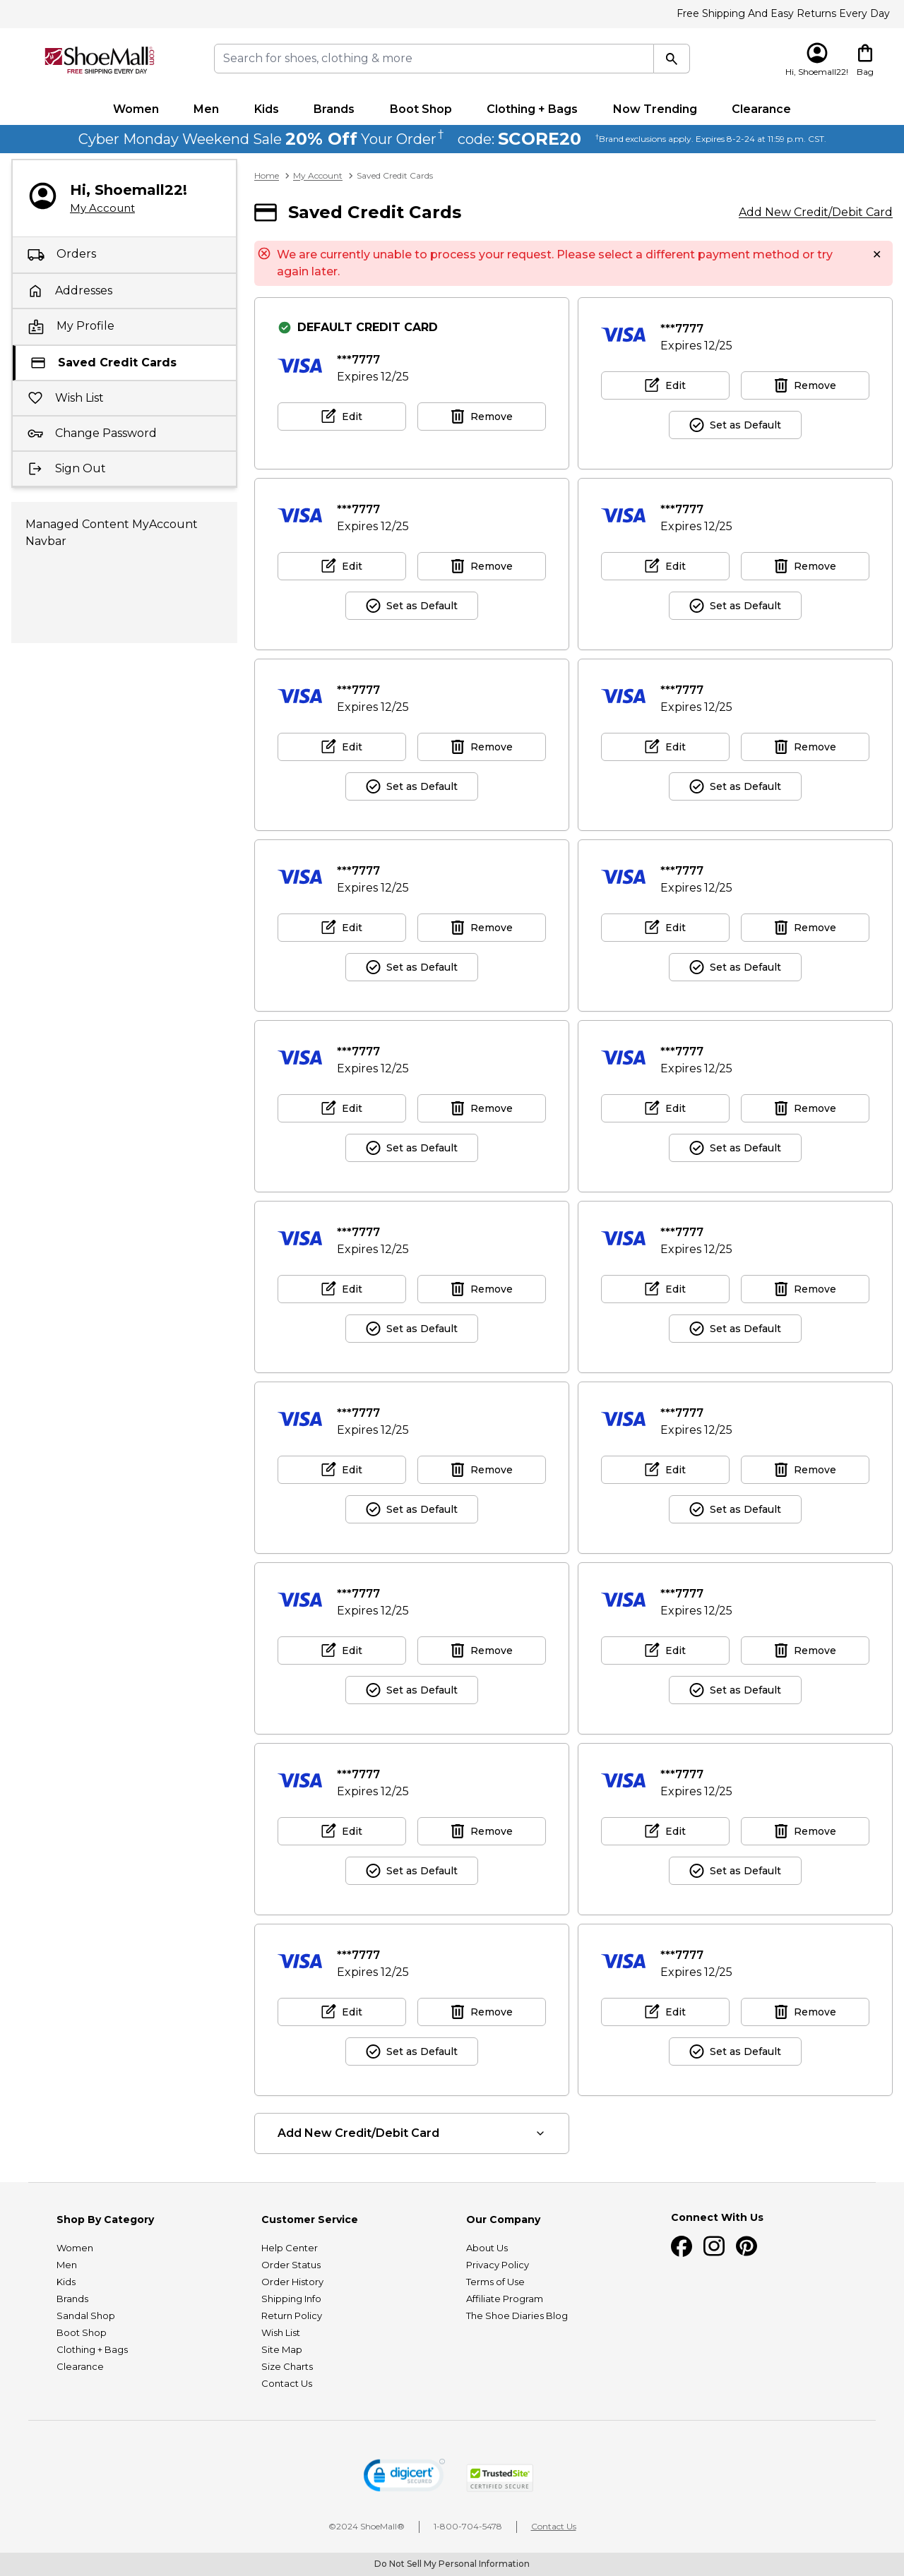 Free Shipping And Easy Returns Every Day
ShoeMall.com
FREE SHIPPING EVERY DAY
Search for shoes, clothing & more
Hi, Shoemall22!
Bag
Women Men Kids Brands Boot Shop Clothing + Bags Now Trending Clearance
Cyber Monday Weekend Sale 20% Off Your Order† code: SCORE20 †Brand exclusions apply. Expires 8-2-24 at 11:59 p.m. CST.
Hi, Shoemall22!
My Account
Orders
Addresses
My Profile
Saved Credit Cards
Wish List
Change Password
Sign Out
Managed Content MyAccount
Navbar
Home > My Account > Saved Credit Cards
Saved Credit Cards
Add New Credit/Debit Card
We are currently unable to process your request. Please select a different payment method or try
again later.
DEFAULT CREDIT CARD
VISA ***7777
Expires 12/25
Edit Remove
VISA ***7777
Expires 12/25
Edit Remove
Set as Default
VISA ***7777
Expires 12/25
Edit Remove
Set as Default
VISA ***7777
Expires 12/25
Edit Remove
Set as Default
VISA ***7777
Expires 12/25
Edit Remove
Set as Default
VISA ***7777
Expires 12/25
Edit Remove
Set as Default
VISA ***7777
Expires 12/25
Edit Remove
Set as Default
VISA ***7777
Expires 12/25
Edit Remove
Set as Default
VISA ***7777
Expires 12/25
Edit Remove
Set as Default
VISA ***7777
Expires 12/25
Edit Remove
Set as Default
VISA ***7777
Expires 12/25
Edit Remove
Set as Default
VISA ***7777
Expires 12/25
Edit Remove
Set as Default
VISA ***7777
Expires 12/25
Edit Remove
Set as Default
VISA ***7777
Expires 12/25
Edit Remove
Set as Default
VISA ***7777
Expires 12/25
Edit Remove
Set as Default
VISA ***7777
Expires 12/25
Edit Remove
Set as Default
VISA ***7777
Expires 12/25
Edit Remove
Set as Default
VISA ***7777
Expires 12/25
Edit Remove
Set as Default
VISA ***7777
Expires 12/25
Edit Remove
Set as Default
VISA ***7777
Expires 12/25
Edit Remove
Set as Default
Add New Credit/Debit Card
Shop By Category
Women
Men
Kids
Brands
Sandal Shop
Boot Shop
Clothing + Bags
Clearance
Customer Service
Help Center
Order Status
Order History
Shipping Info
Return Policy
Wish List
Site Map
Size Charts
Contact Us
Our Company
About Us
Privacy Policy
Terms of Use
Affiliate Program
The Shoe Diaries Blog
Connect With Us
digicert
SECURED
TrustedSite
CERTIFIED SECURE
©2024 ShoeMall® 1-800-704-5478 Contact Us
Do Not Sell My Personal Information